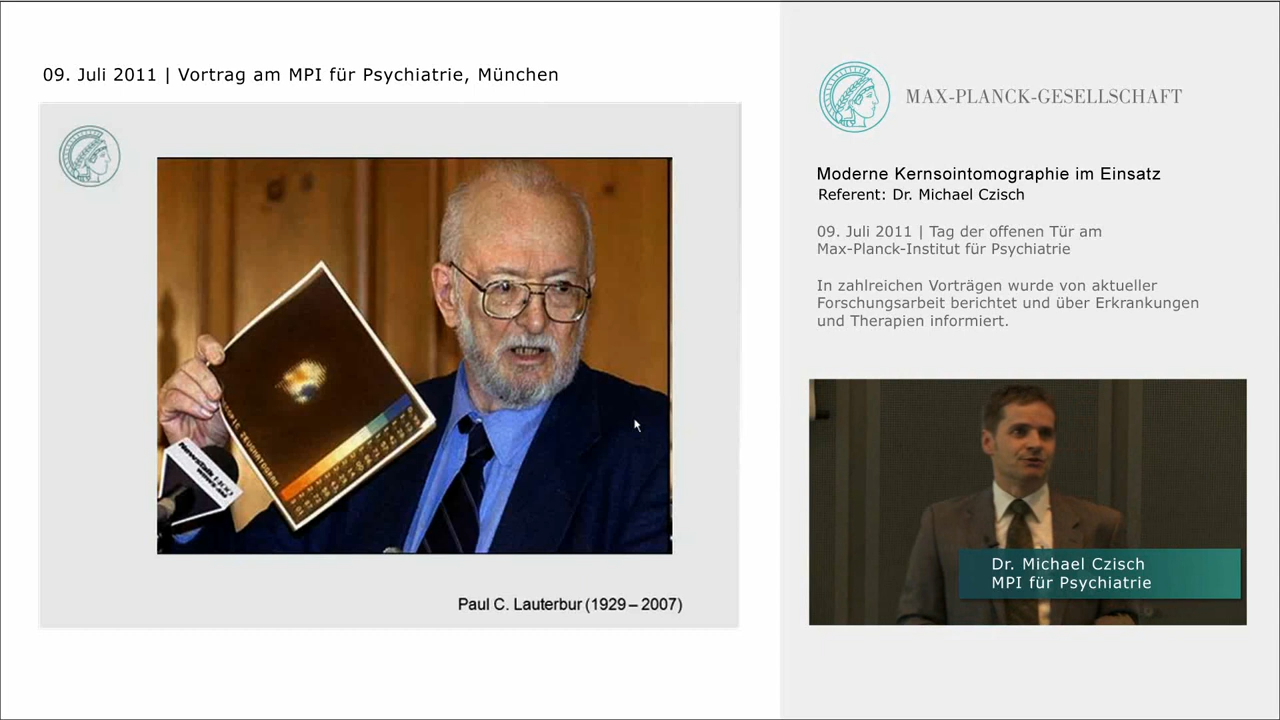 09. Juli 2011 | Vortrag am MPI für Psychiatrie, München
ZEUGMATOGRAM
Paul C. Lauterbur (1929 – 2007)
MAX-PLANCK-GESELLSCHAFT
Moderne Kernsointomographie im Einsatz
Referent: Dr. Michael Czisch
09. Juli 2011 | Tag der offenen Tür am
Max-Planck-Institut für Psychiatrie
In zahlreichen Vorträgen wurde von aktueller
Forschungsarbeit berichtet und über Erkrankungen
und Therapien informiert.
Dr. Michael Czisch
MPI für Psychiatrie